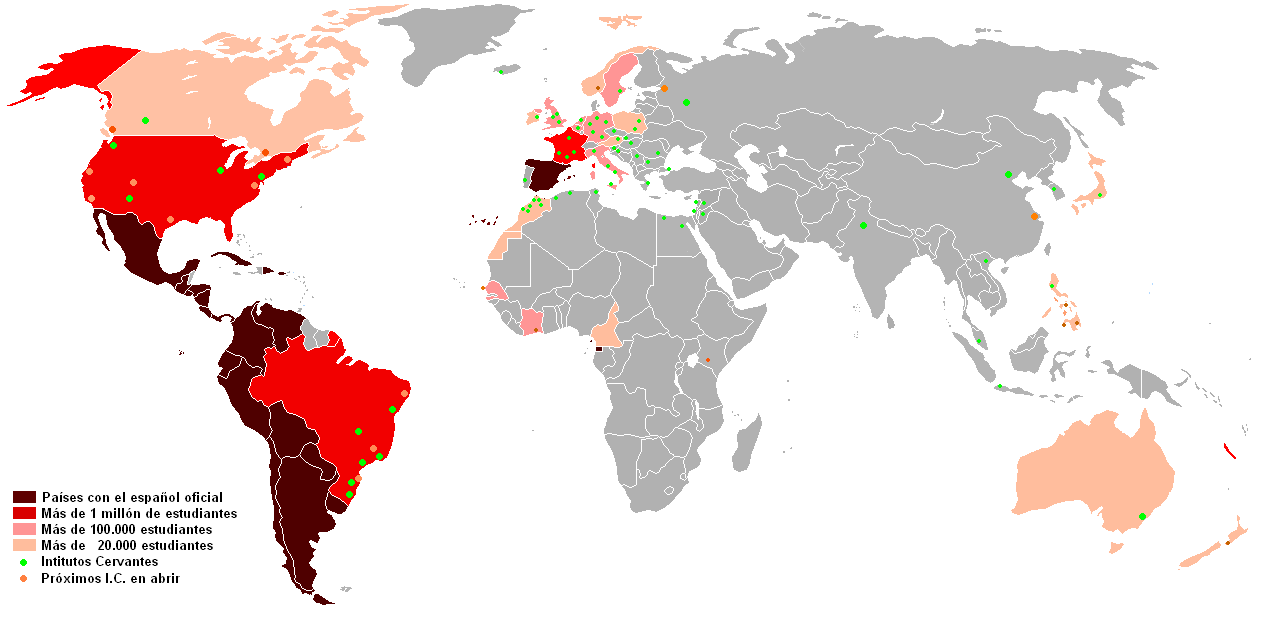 Países con el español oficial
Más de 1 millón de estudiantes
Más de 100.000 estudiantes
Más de 20.000 estudiantes
Intitutos Cervantes
Próximos I.C. en abrir